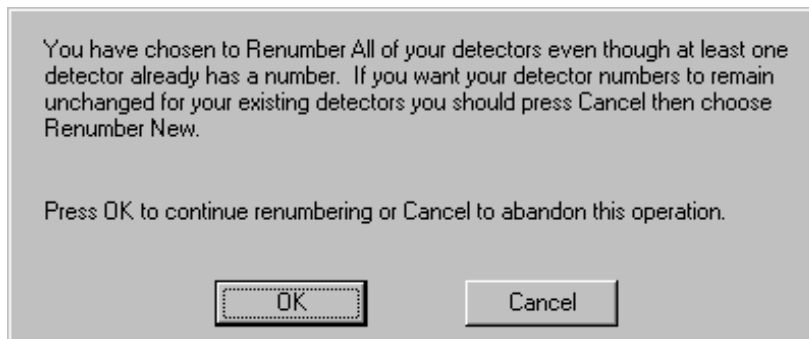 You have chosen to Renumber All of your detectors even though at least one
detector already has a number.  If you want your detector numbers to remain
unchanged for your existing detectors you should press Cancel then choose
Renumber New.
Press OK to continue renumbering or Cancel to abandon this operation.
OK
Cancel